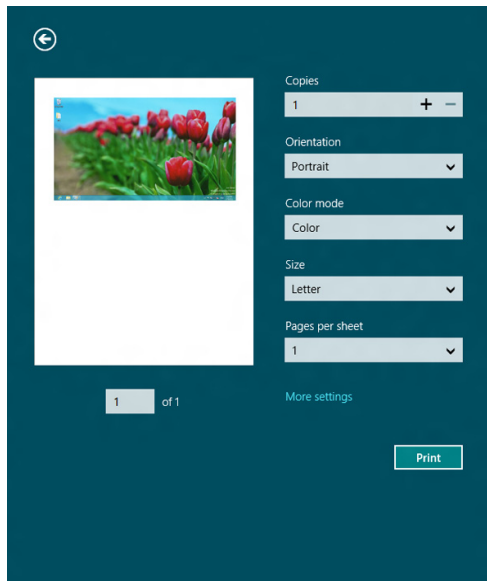 Copies
1
Orientation
Portrait
Color mode
Color
Size
Letter
Pages per sheet
1
1 of 1
More settings
Print